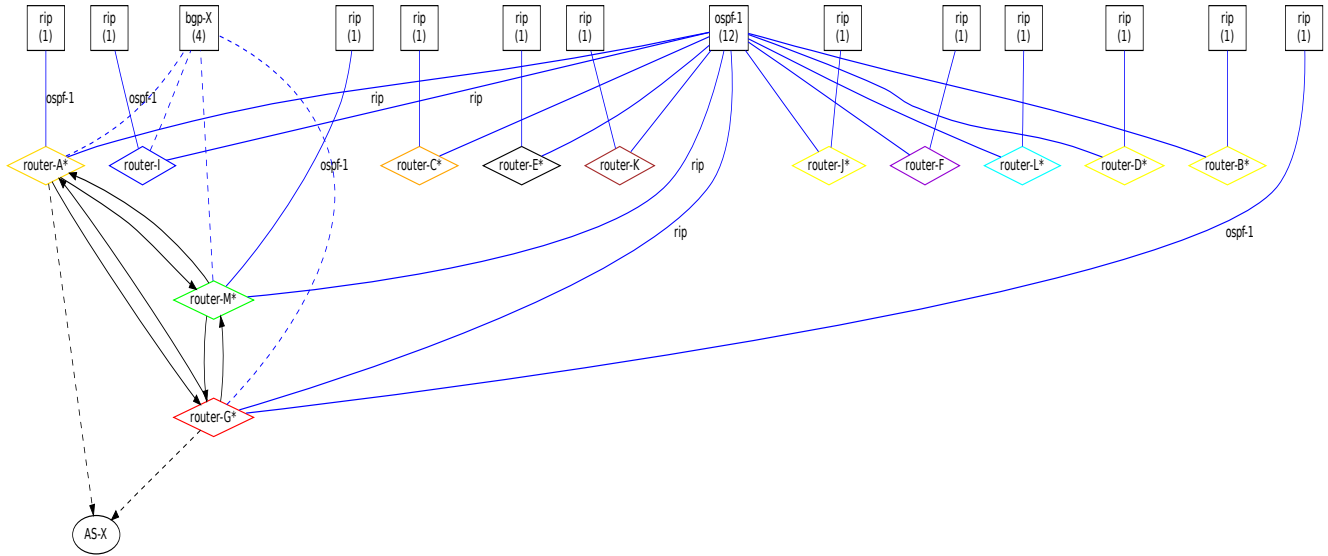 rip
(1)
rip
(1)
bgp-X
(4)
rip
(1)
rip
(1)
rip
(1)
rip
(1)
ospf-1
(12)
rip
(1)
rip
(1)
rip
(1)
rip
(1)
rip
(1)
rip
(1)
ospf-1
ospf-1
rip
rip
router-A*
router-I
ospf-1
router-C*
router-E*
router-K
rip
router-J*
router-F
router-L*
router-D*
router-B*
rip
ospf-1
router-M*
router-G*
AS-X